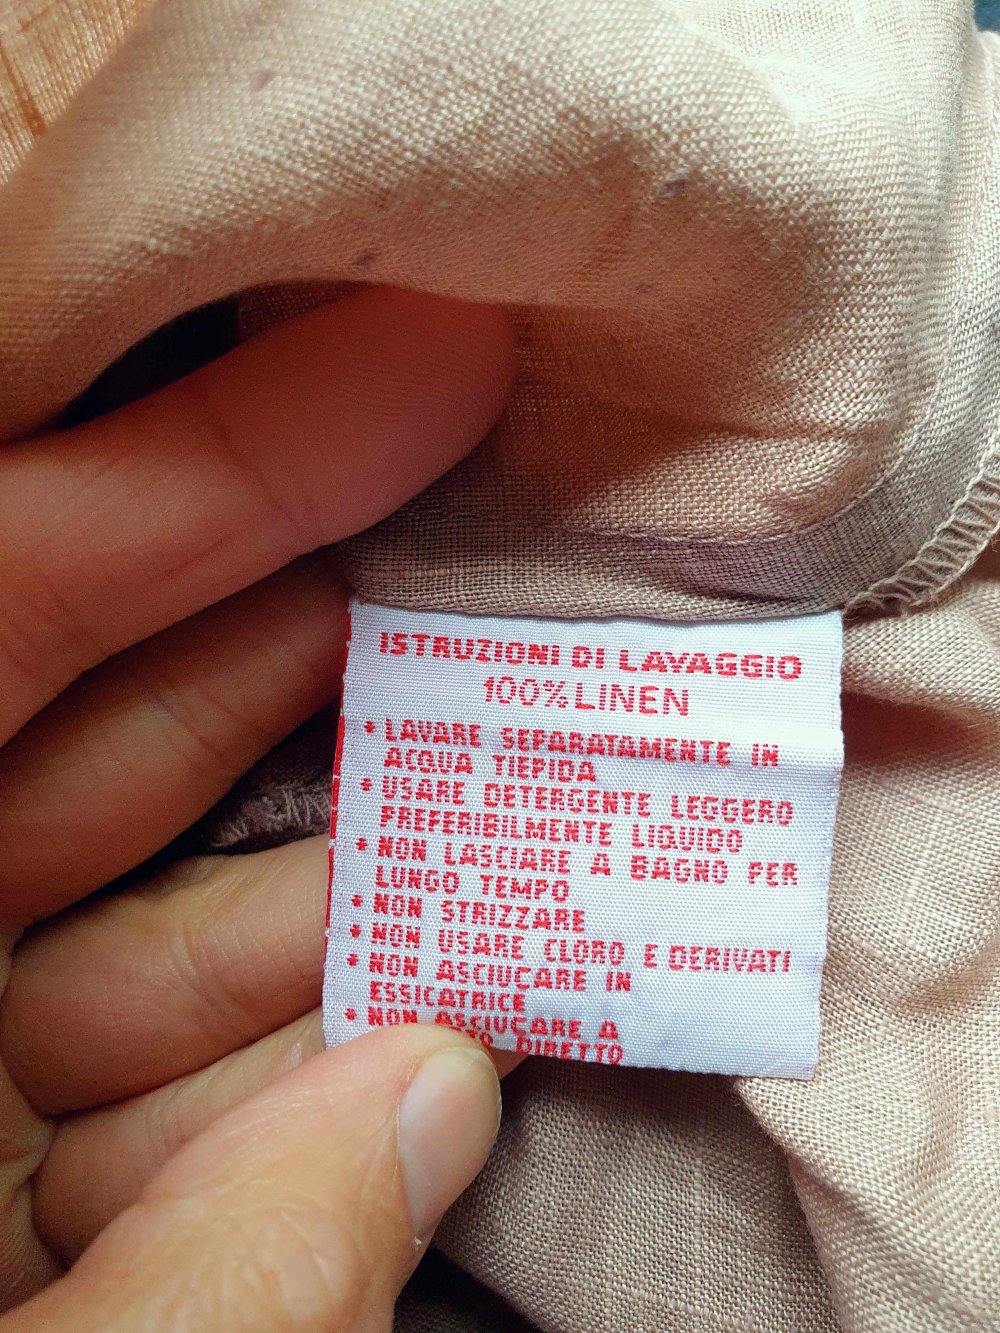 ISTRUZIONI DI LAVAGGIO
100% LINEN
* LAVARE SEPARATAMENTE IN
ACQUA TIEPIDA
* USARE DETERGENTE LEGGERO
PREFERIBILMENTE LIQUIDO
* NON LASCIARE A BAGNO PER
LUNGO TEMPO
* NON STRIZZARE
* NON USARE CLORO E DERIVATI
* NON ASCIUCARE IN
ESSICATRICE
* NON ASCIUCARE A
DIRETTO